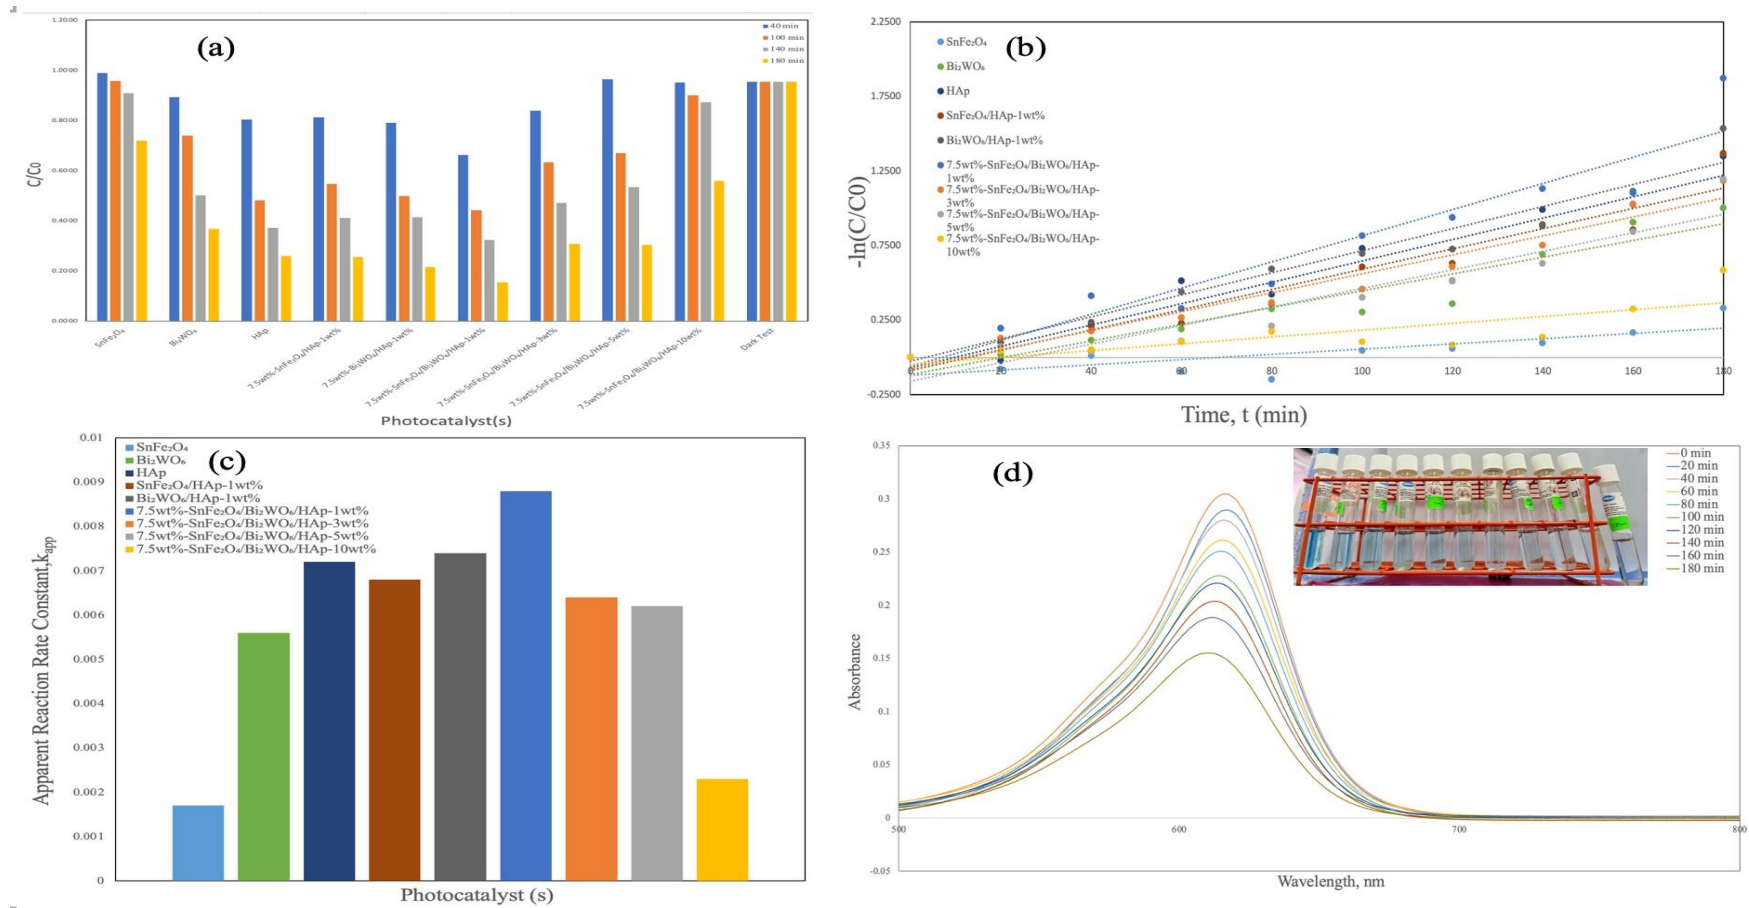 (a)
1.2000
1.0000
0.8000
0.6000
0.4000
0.2000
0.0000
C/C0
40 min
100 min
140 min
180 min
SnFe₂O₄
Bi₂WO₆
HAp
7.5wt%-SnFe₂O₄/HAp-1wt%
7.5wt%-Bi₂WO₆/HAp-1wt%
7.5wt%-SnFe₂O₄/Bi₂WO₆/HAp-1wt%
7.5wt%-SnFe₂O₄/Bi₂WO₆/HAp-3wt%
7.5wt%-SnFe₂O₄/Bi₂WO₆/HAp-5wt%
7.5wt%-SnFe₂O₄/Bi₂WO₆/HAp-10wt%
Dark Test
Photocatalyst(s)
(b)
2.2500
1.7500
1.2500
0.7500
0.2500
-0.2500
-ln(C/C0)
SnFe₂O₄
Bi₂WO₆
HAp
SnFe₂O₄/HAp-1wt%
Bi₂WO₆/HAp-1wt%
7.5wt%-SnFe₂O₄/Bi₂WO₆/HAp-
1wt%
7.5wt%-SnFe₂O₄/Bi₂WO₆/HAp-
3wt%
7.5wt%-SnFe₂O₄/Bi₂WO₆/HAp-
5wt%
7.5wt%-SnFe₂O₄/Bi₂WO₆/HAp-
10wt%
0 20 40 60 80 100 120 140 160 180
Time, t (min)
(c)
0.01
0.009
0.008
0.007
0.006
0.005
0.004
0.003
0.002
0.001
0
Apparent Reaction Rate Constant,kapp
SnFe₂O₄
Bi₂WO₆
HAp
SnFe₂O₄/HAp-1wt%
Bi₂WO₆/HAp-1wt%
7.5wt%-SnFe₂O₄/Bi₂WO₆/HAp-1wt%
7.5wt%-SnFe₂O₄/Bi₂WO₆/HAp-3wt%
7.5wt%-SnFe₂O₄/Bi₂WO₆/HAp-5wt%
7.5wt%-SnFe₂O₄/Bi₂WO₆/HAp-10wt%
Photocatalyst (s)
(d)
0.35
0.3
0.25
0.2
0.15
0.1
0.05
0
-0.05
Absorbance
0 min
20 min
40 min
60 min
80 min
100 min
120 min
140 min
160 min
180 min
500 600 700 800
Wavelength, nm